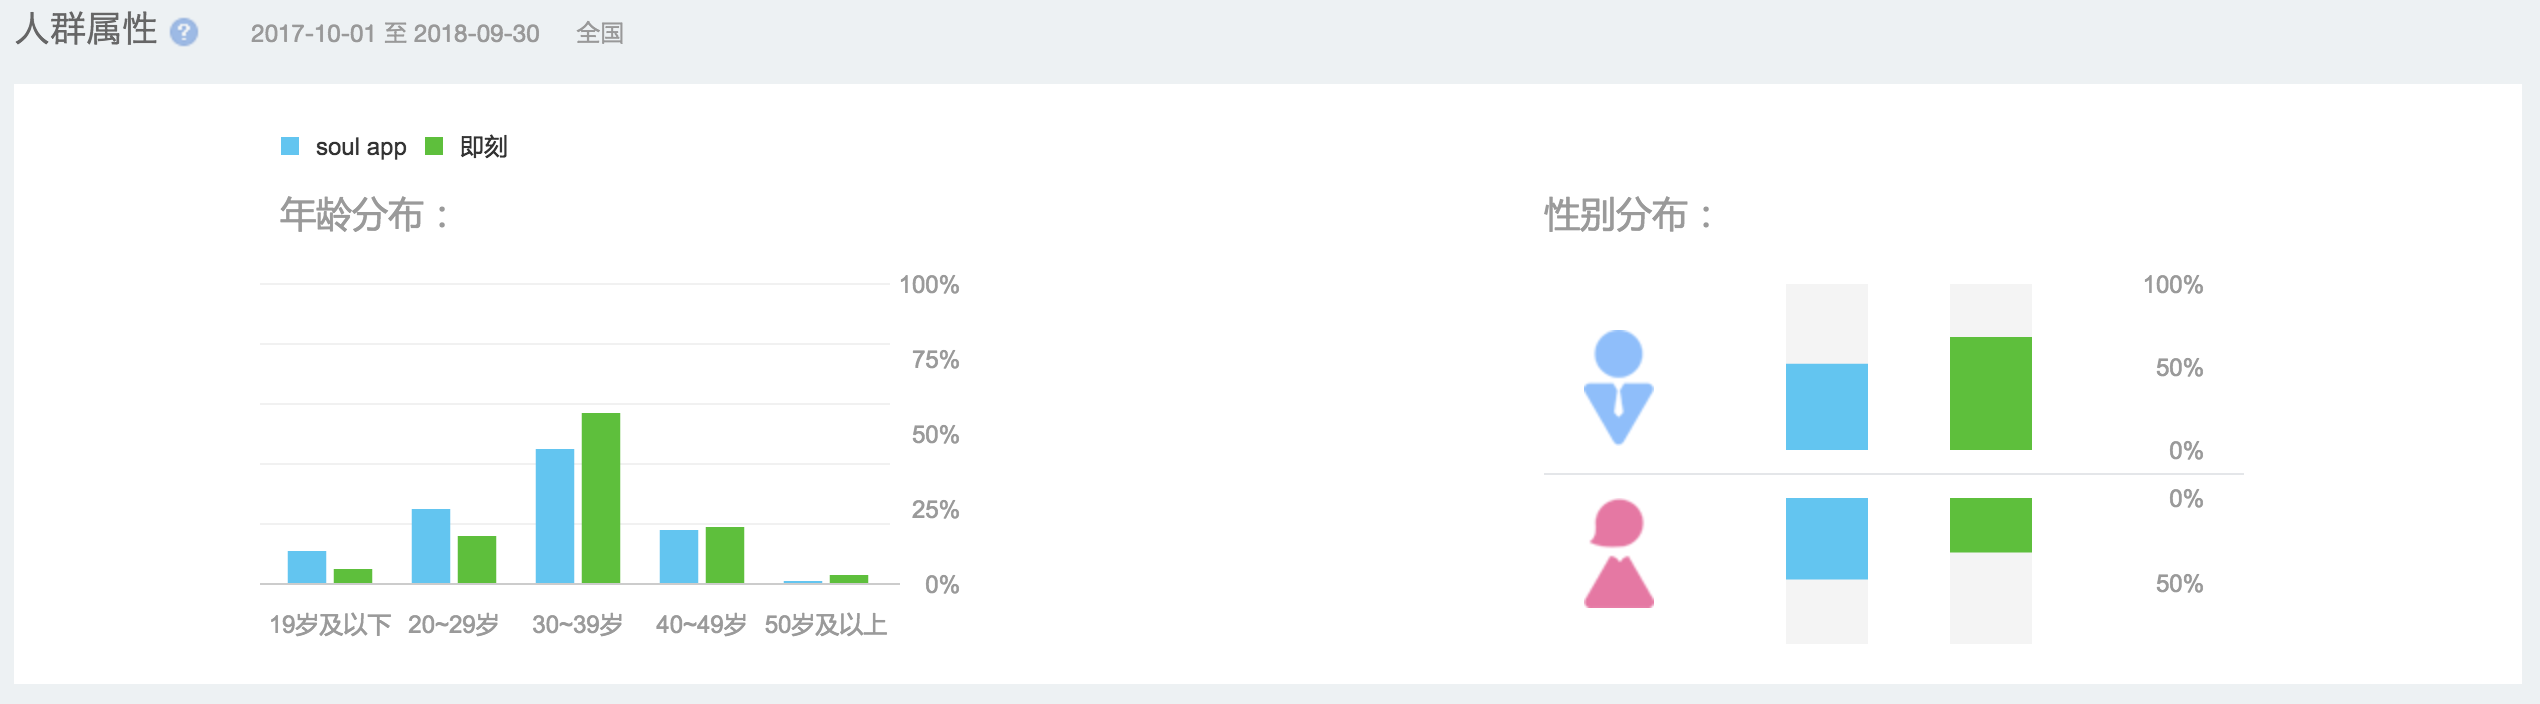 人群属性 ? 2017-10-01 至 2018-09-30 全国
soul app 即刻
年龄分布：
100%
75%
50%
25%
0%
19岁及以下 20~29岁 30~39岁 40~49岁 50岁及以上
性别分布：
100%
50%
0%
0%
50%